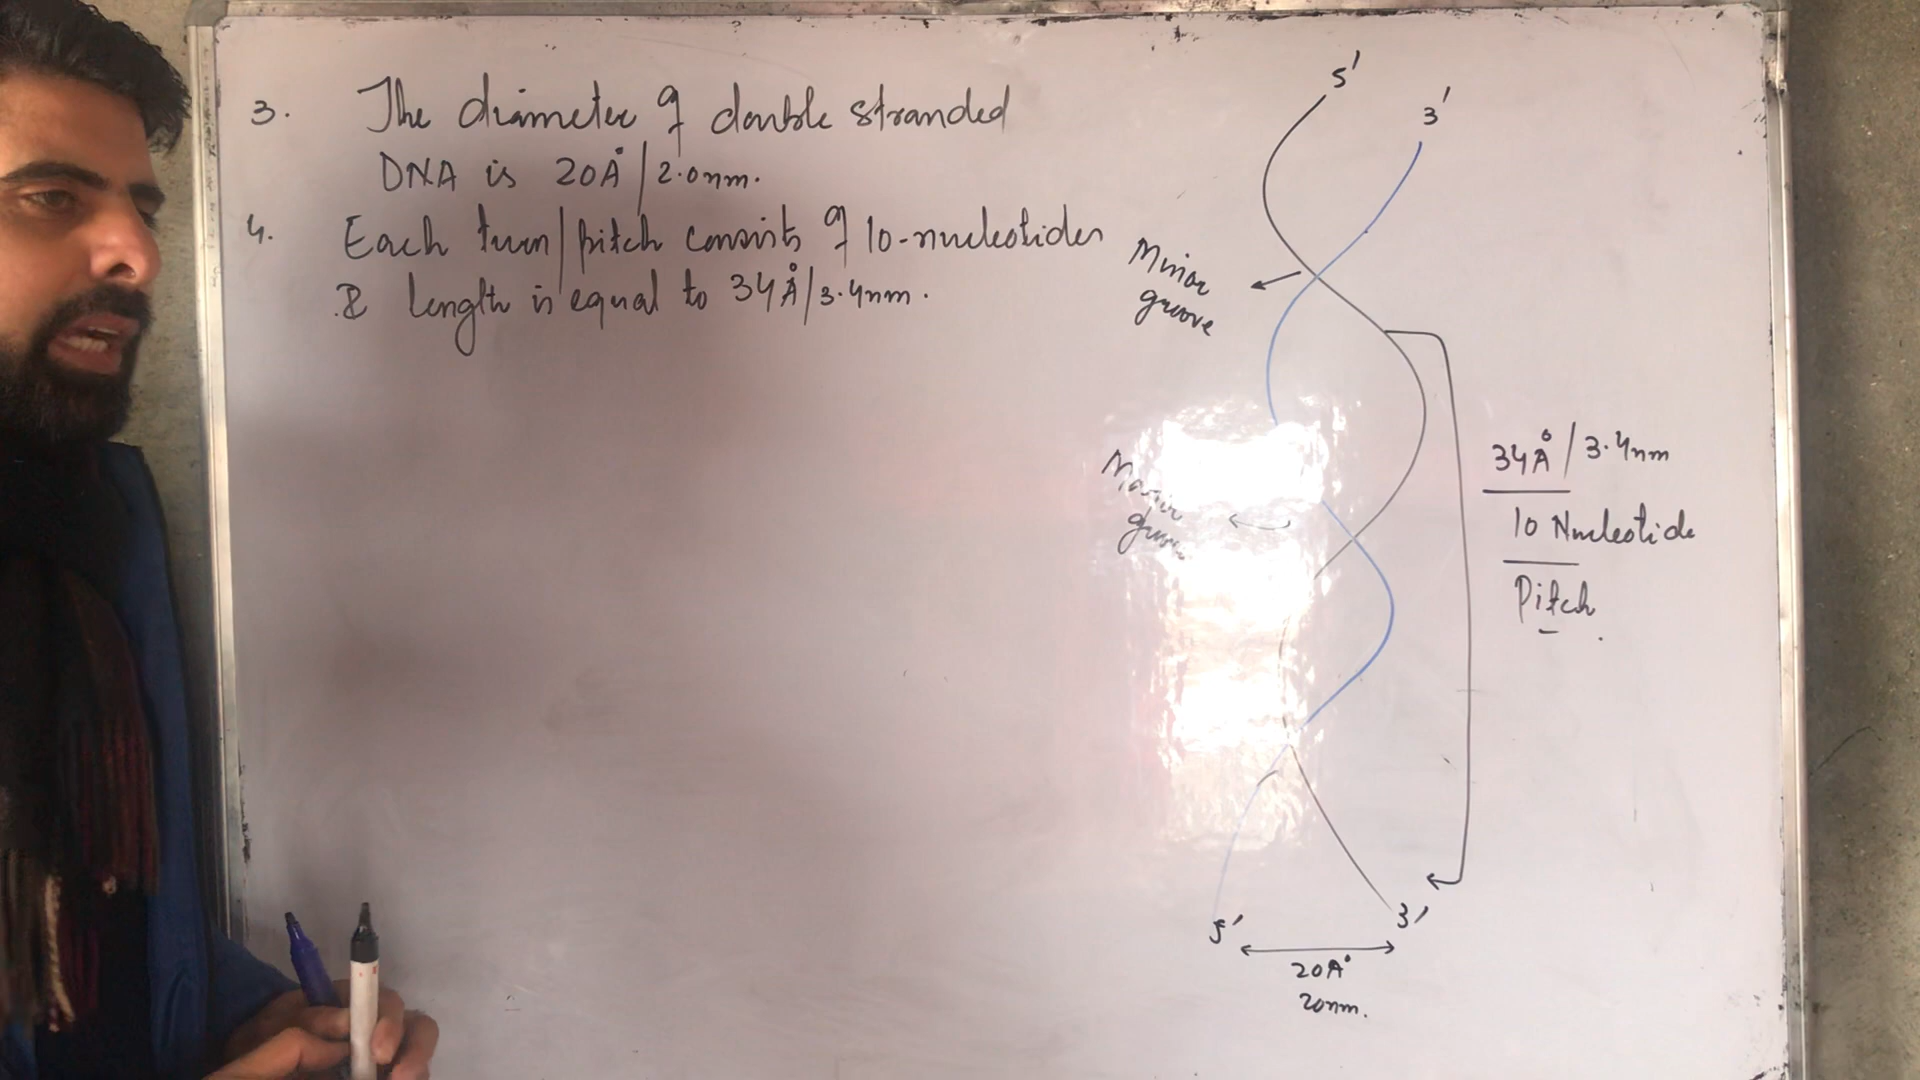 3. The diameter of double stranded
DNA is 20Å/2.0nm.
4. Each turn/pitch consists of 10-nucleotides
& length is equal to 34Å/3.4nm.
5'
3'
Minor
groove
groove
34Å/3.4nm
10 Nucleotide
Pitch
5'
3'
20Å
20nm.